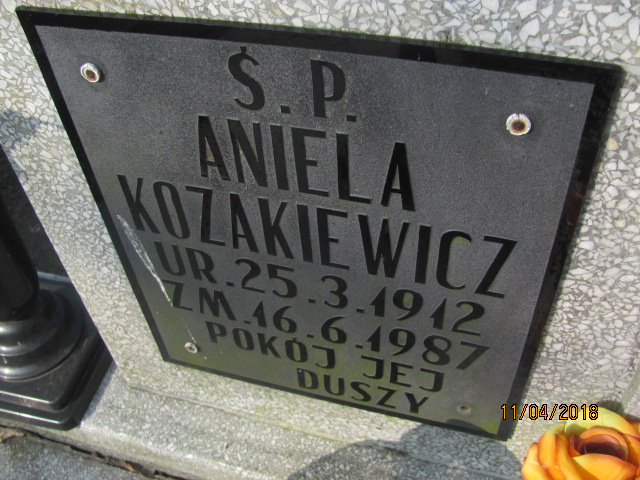 Ś.P.
ANIELA
KOZAKIEWICZ
UR.25.3.1912
ZM.16.6.1987
POKÓJ JEJ
DUSZY
11/04/2018